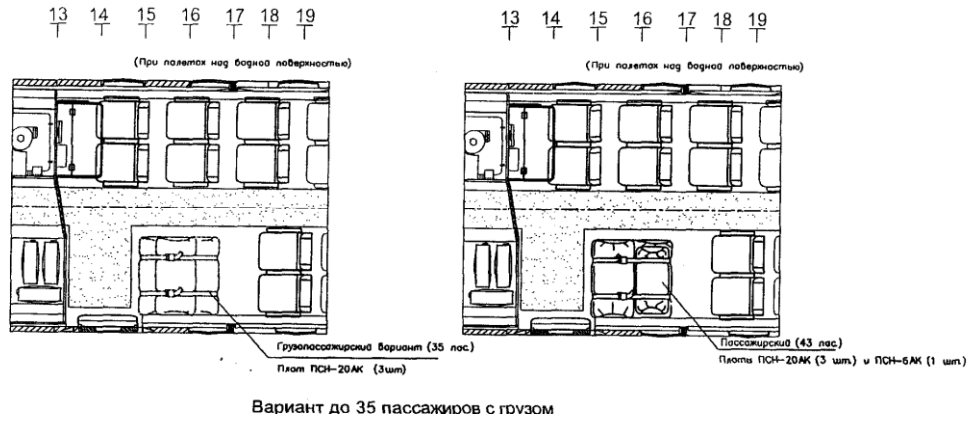 13 14 15 16 17 18 19
(При полетах над водной поверхностью)
Грузопассажирский вариант (35 пас.)
Плот ПСН-20АК (3шт)
13 14 15 16 17 18 19
(При полетах над водной поверхностью)
Пассажирский (43 пас.)
Плоты ПСН-20АК (3 шт.) и ПСН-6АК (1 шт.)
Вариант до 35 пассажиров с грузом